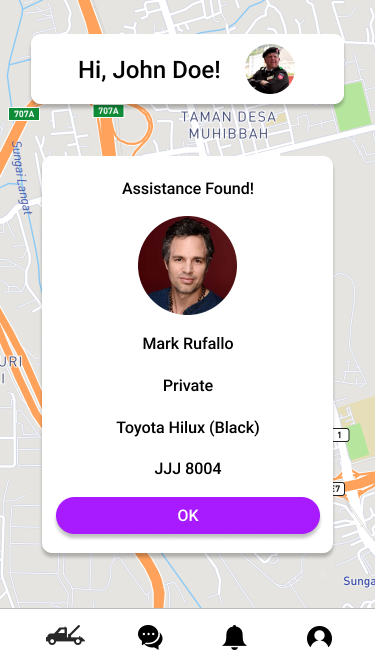 Hi, John Doe!
707A
707A
TAMAN DESA
MUHIBBAH
Sungai Langat
Assistance Found!
Mark Rufallo
URI
I
Private
Toyota Hilux (Black)
1
JJJ 8004
E7
OK
Sunga